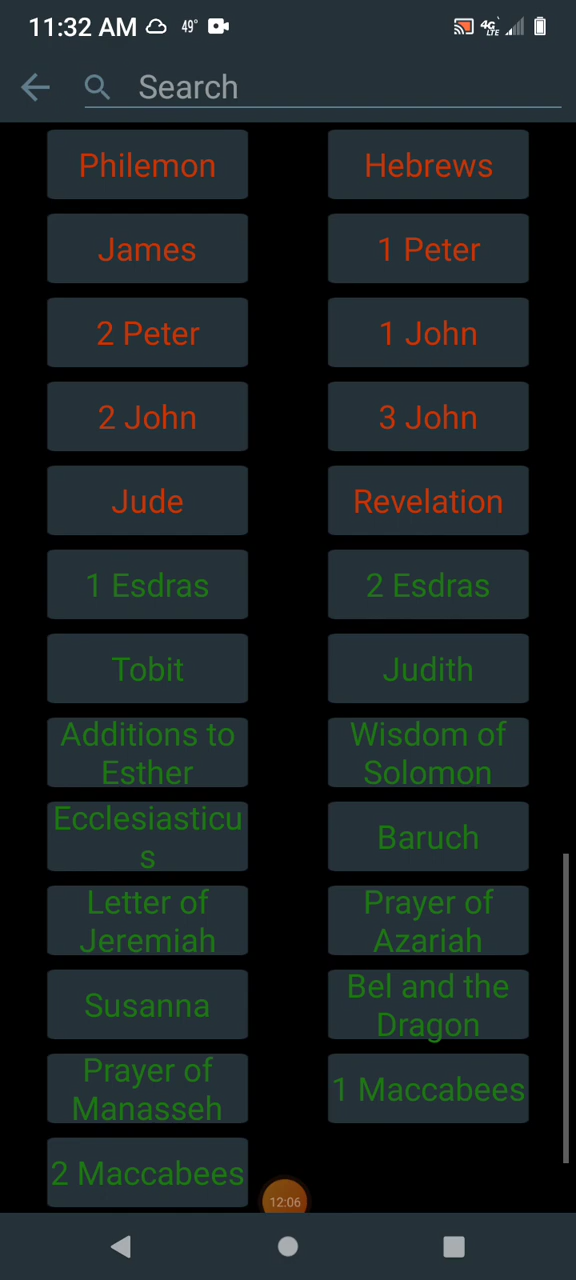 11:32 AM 49° 4G LTE
Search
Philemon
Hebrews
James
1 Peter
2 Peter
1 John
2 John
3 John
Jude
Revelation
1 Esdras
2 Esdras
Tobit
Judith
Additions to
Esther
Wisdom of
Solomon
Ecclesiasticu
s
Baruch
Letter of
Jeremiah
Prayer of
Azariah
Susanna
Bel and the
Dragon
Prayer of
Manasseh
1 Maccabees
2 Maccabees
12:06